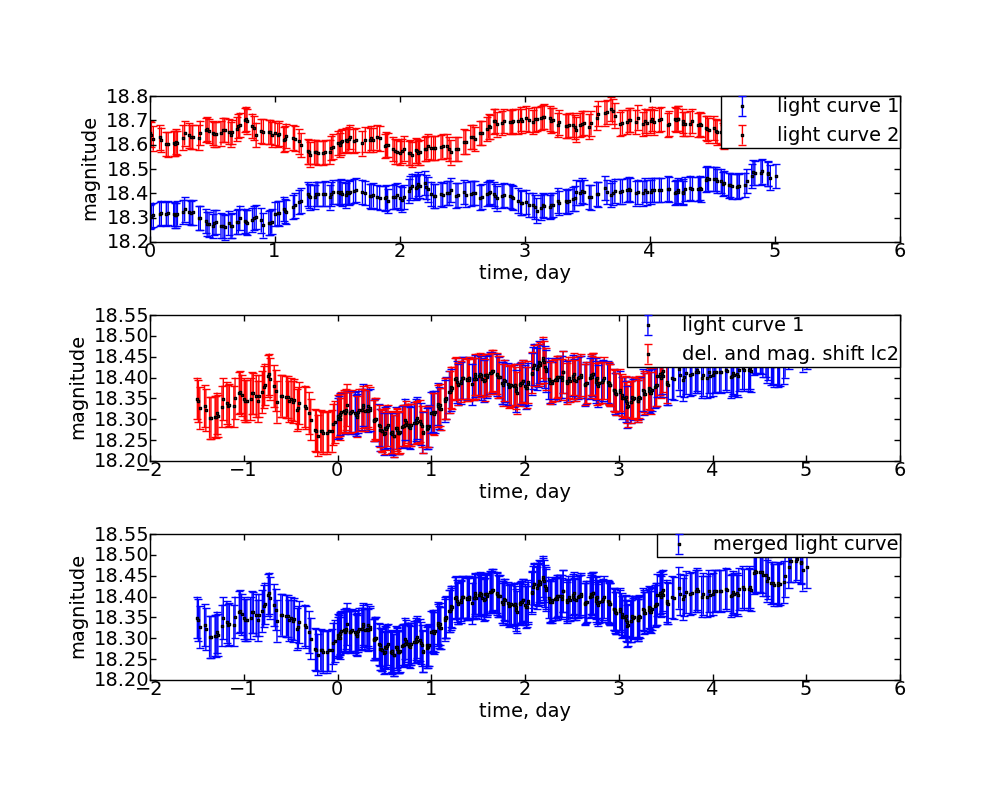 18.8
18.7
18.6
18.5
18.4
18.3
18.2
magnitude
light curve 1
light curve 2
0 1 2 3 4 5 6
time, day
18.55
18.50
18.45
18.40
18.35
18.30
18.25
18.20
magnitude
light curve 1
del. and mag. shift lc2
−2 −1 0 1 2 3 4 5 6
time, day
18.55
18.50
18.45
18.40
18.35
18.30
18.25
18.20
magnitude
merged light curve
−2 −1 0 1 2 3 4 5 6
time, day